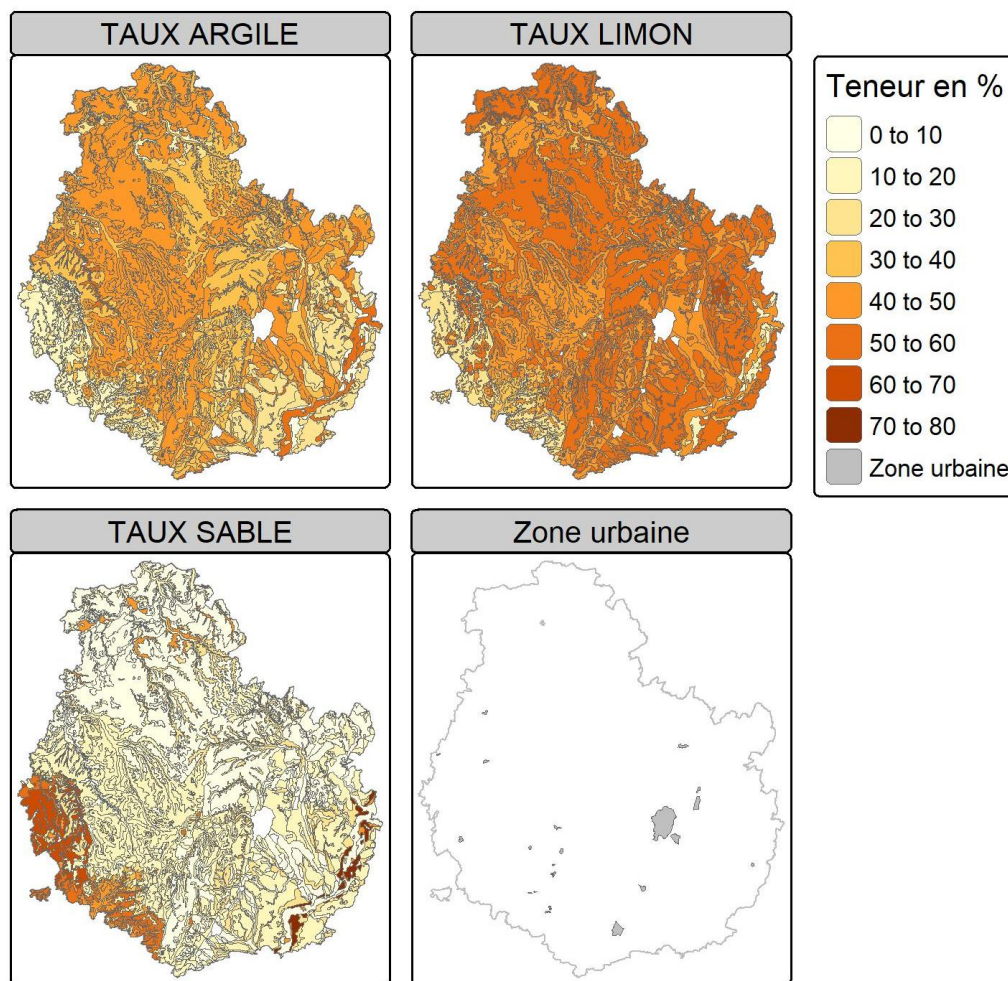 TAUX ARGILE
TAUX LIMON
Teneur en %
0 to 10
10 to 20
20 to 30
30 to 40
40 to 50
50 to 60
60 to 70
70 to 80
Zone urbaine
TAUX SABLE
Zone urbaine